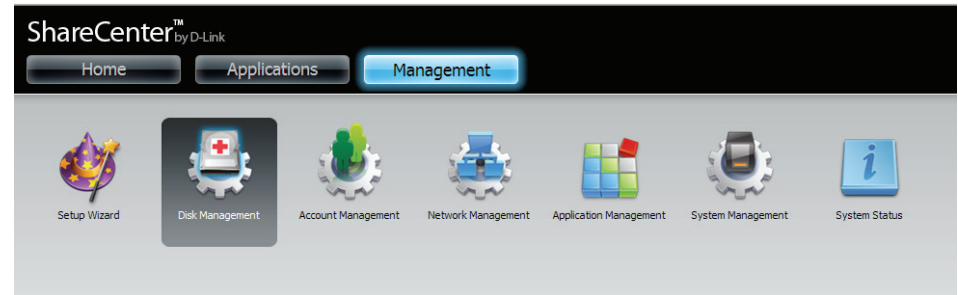 ShareCenter™ by D-Link
Home Applications Management
Setup Wizard Disk Management Account Management Network Management Application Management System Management System Status